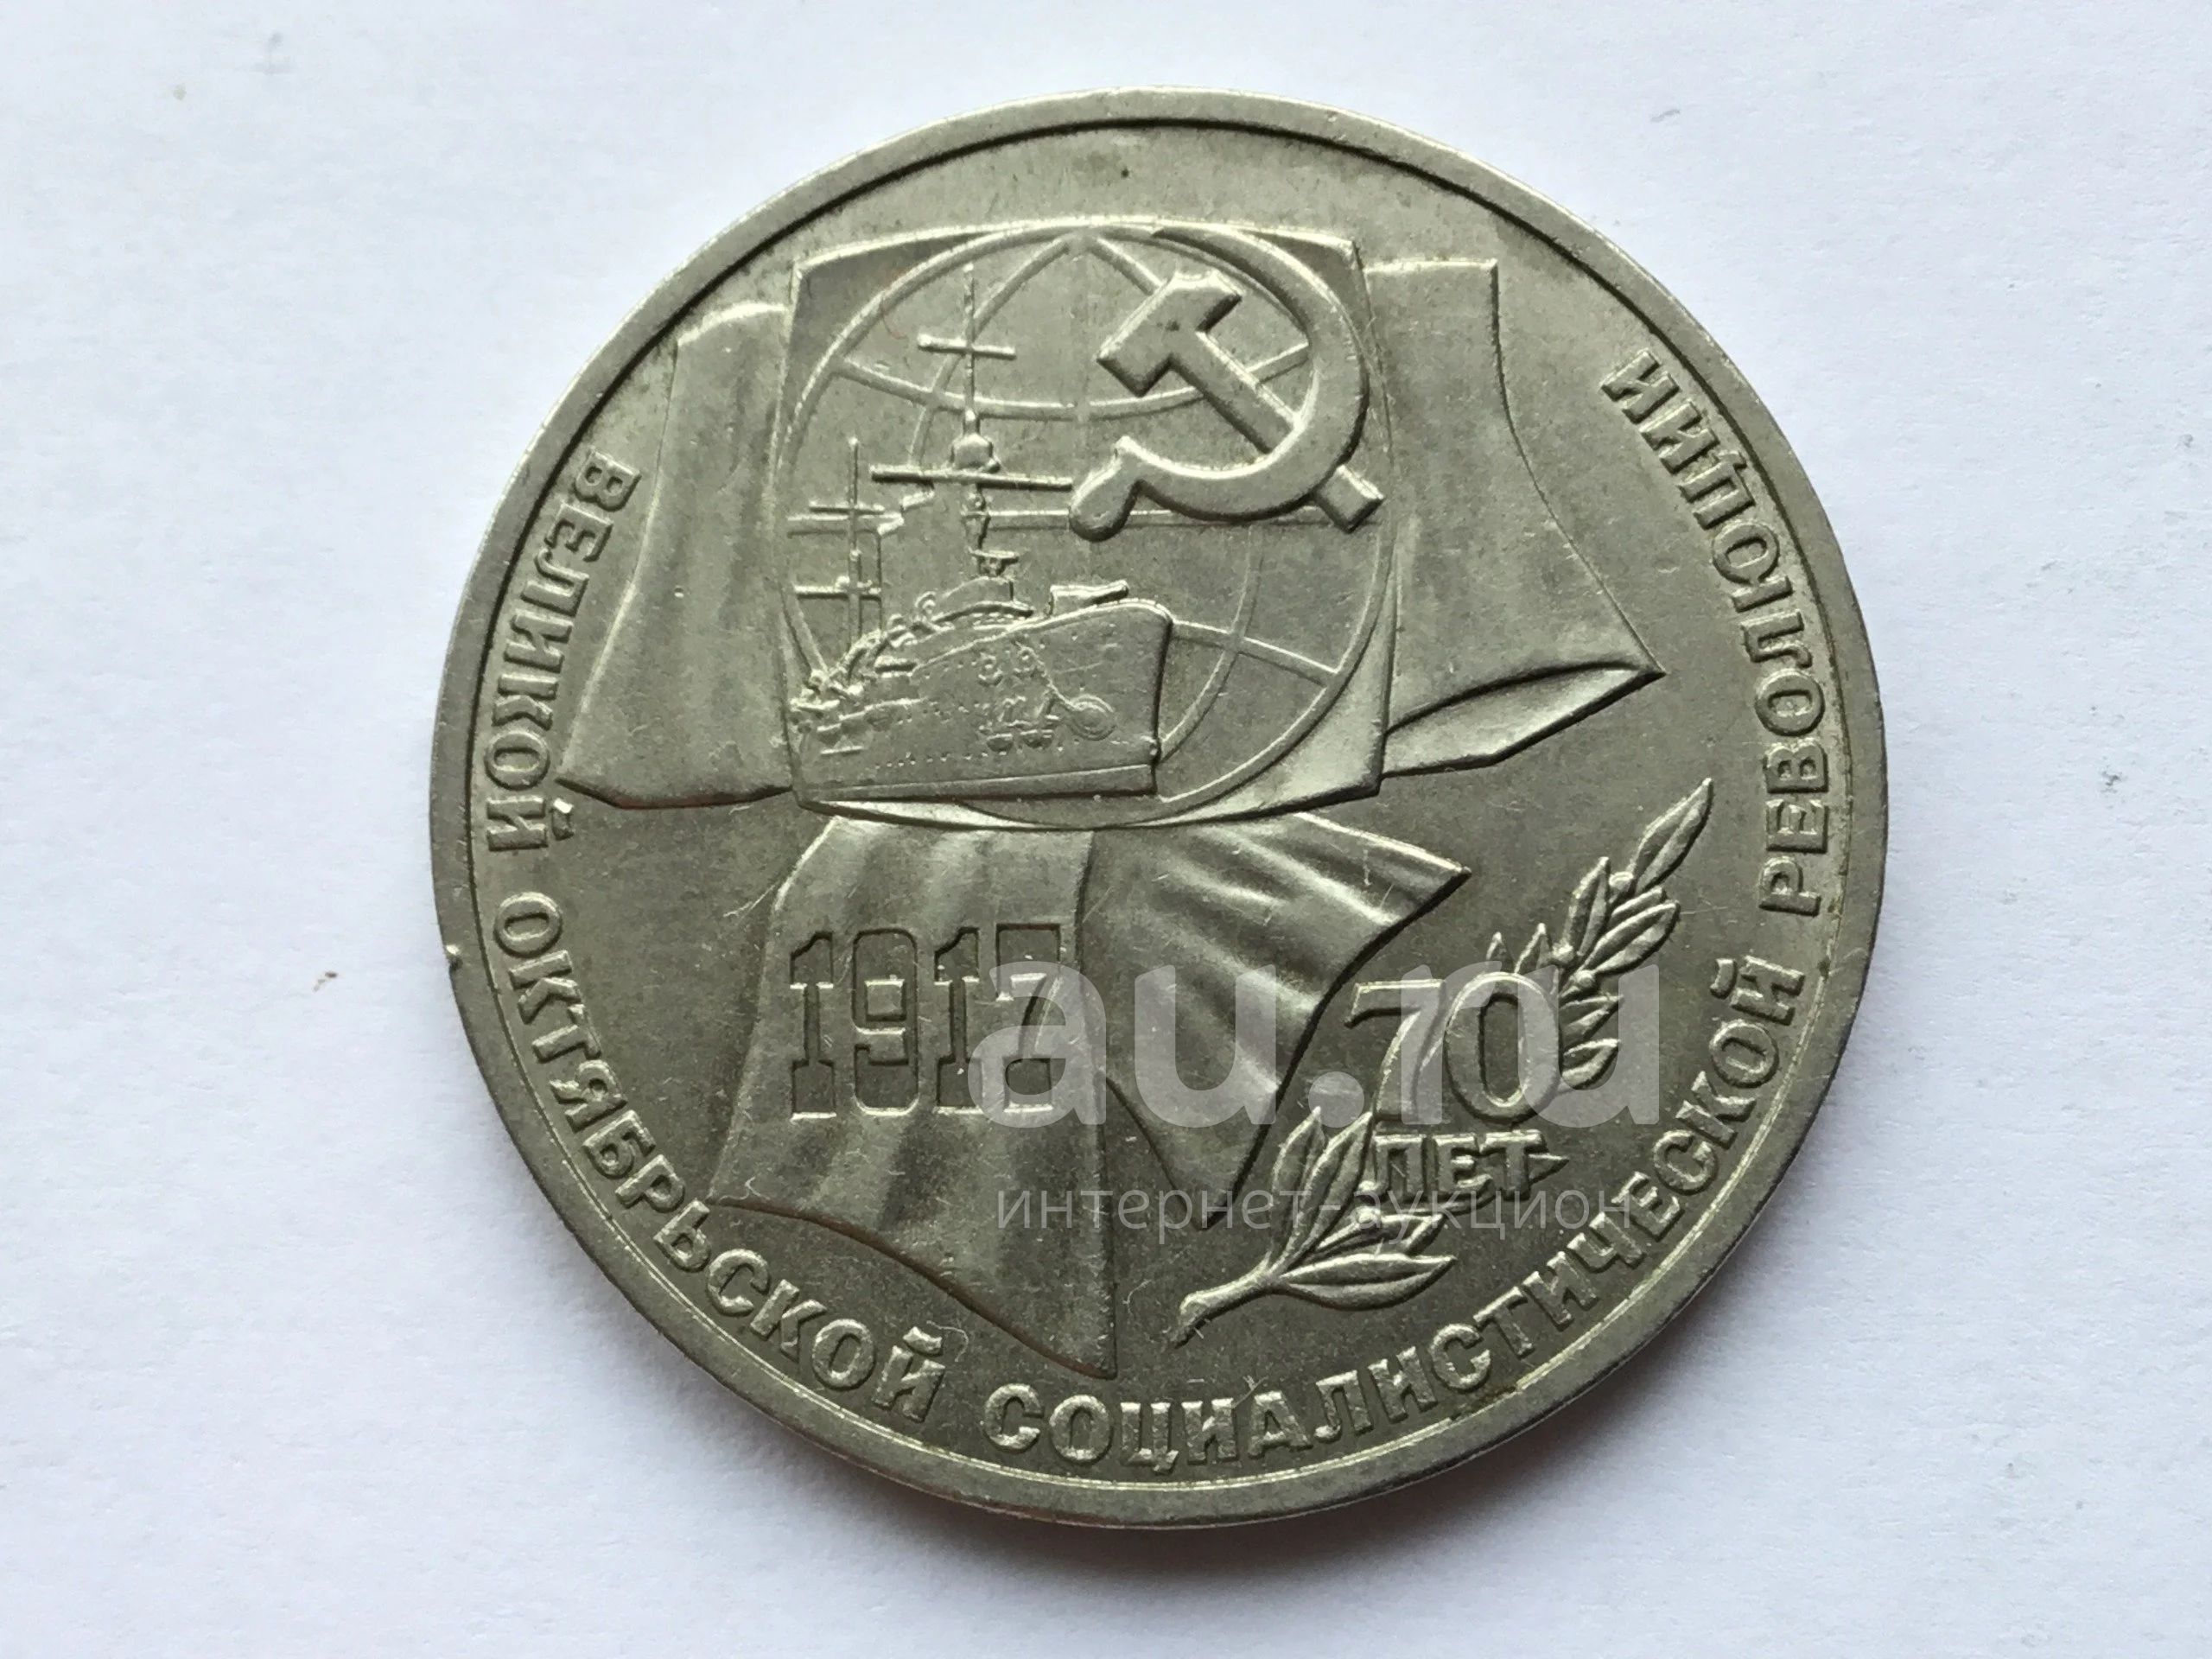 1917
70
ЛЕТ
ВЕЛИКОЙ ОКТЯБРЬСКОЙ СОЦИАЛИСТИЧЕСКОЙ РЕВОЛЮЦИИ
au.ru
интернет-аукцион